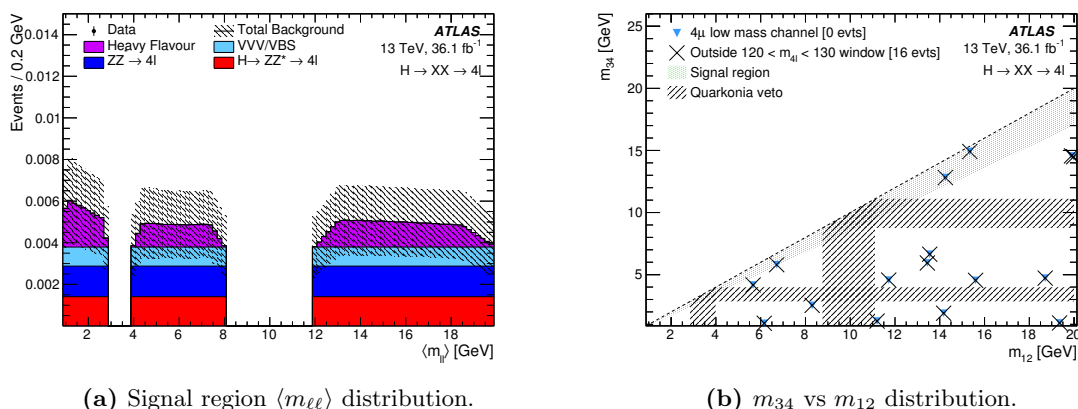 Events / 0.2 GeV
0.014
0.012
0.01
0.008
0.006
0.004
0.002
Data
Total Background
Heavy Flavour
VVV/VBS
ZZ → 4l
H→ ZZ* → 4l
ATLAS
13 TeV, 36.1 fb⁻¹
H → XX → 4l
2 4 6 8 10 12 14 16 18
⟨m_ll⟩ [GeV]
(a) Signal region ⟨m_ℓℓ⟩ distribution.
m_34 [GeV]
25
20
15
10
5
4μ low mass channel [0 evts]
Outside 120 < m_4l < 130 window [16 evts]
Signal region
Quarkonia veto
ATLAS
13 TeV, 36.1 fb⁻¹
H → XX → 4l
2 4 6 8 10 12 14 16 18 20
m_12 [GeV]
(b) m_34 vs m_12 distribution.